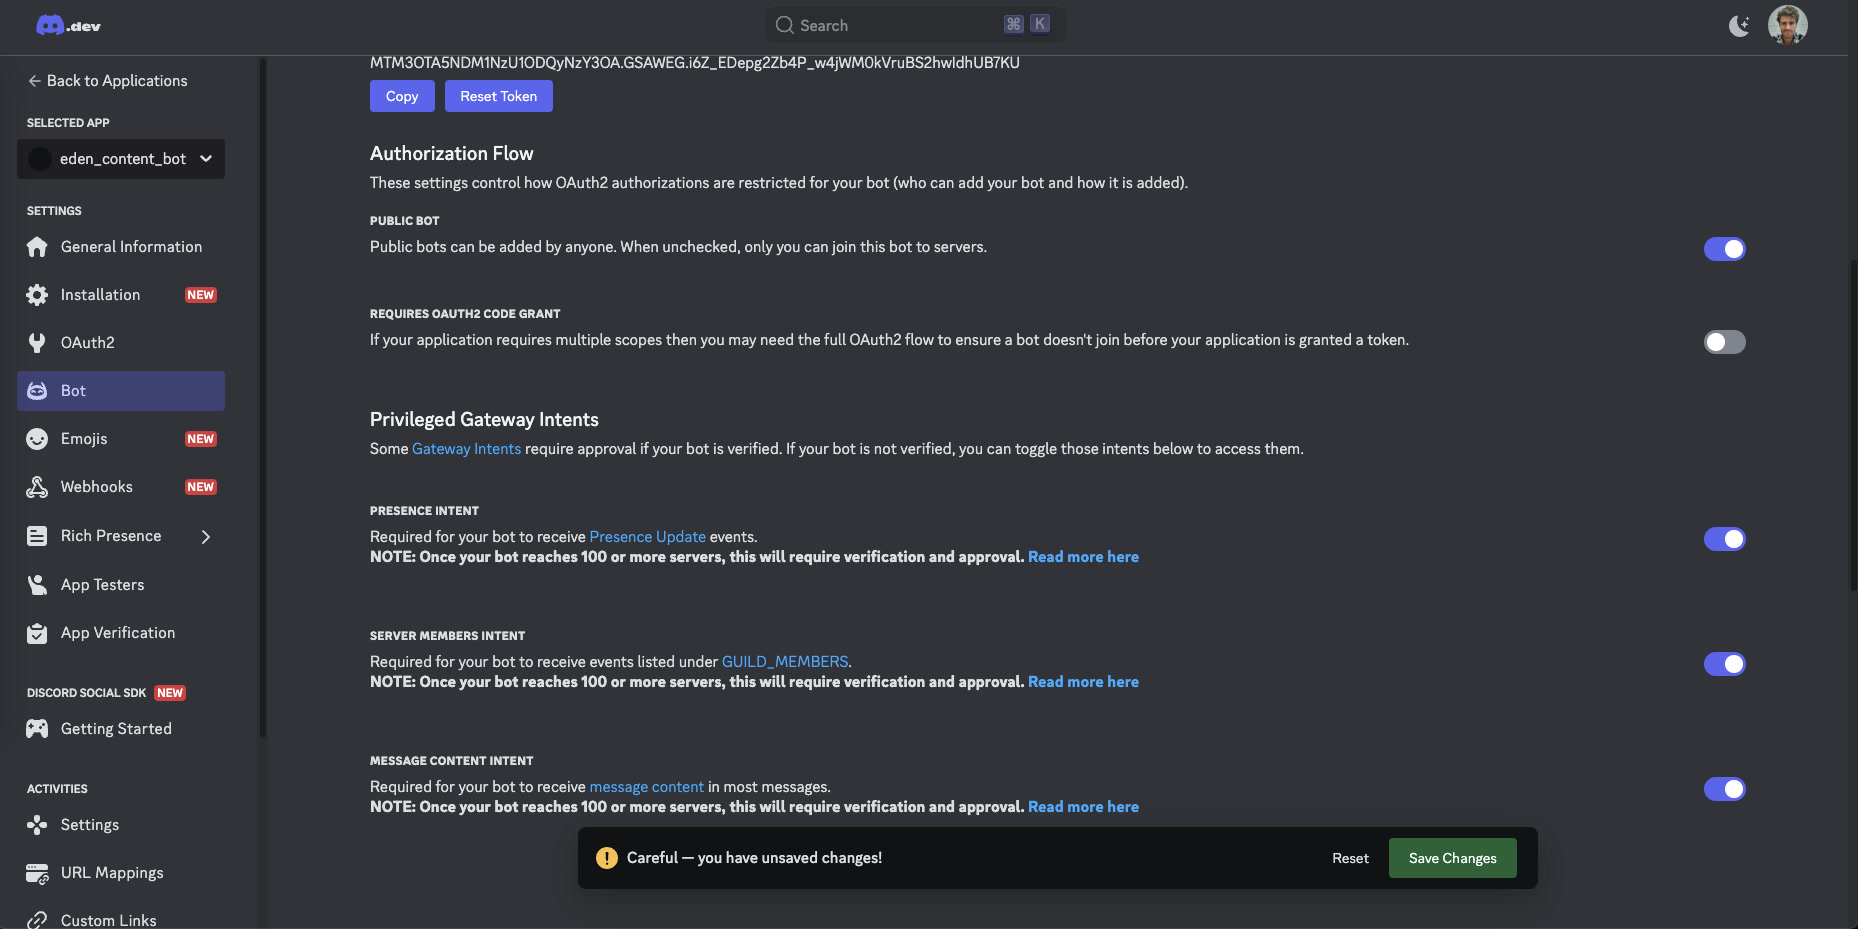 .dev
Search
⌘ K
← Back to Applications
SELECTED APP
eden_content_bot
SETTINGS
General Information
Installation NEW
OAuth2
Bot
Emojis NEW
Webhooks NEW
Rich Presence
App Testers
App Verification
DISCORD SOCIAL SDK NEW
Getting Started
ACTIVITIES
Settings
URL Mappings
Custom Links
Copy
Reset Token
Authorization Flow
These settings control how OAuth2 authorizations are restricted for your bot (who can add your bot and how it is added).
PUBLIC BOT
Public bots can be added by anyone. When unchecked, only you can join this bot to servers.
REQUIRES OAUTH2 CODE GRANT
If your application requires multiple scopes then you may need the full OAuth2 flow to ensure a bot doesn't join before your application is granted a token.
Privileged Gateway Intents
Some Gateway Intents require approval if your bot is verified. If your bot is not verified, you can toggle those intents below to access them.
PRESENCE INTENT
Required for your bot to receive Presence Update events.
NOTE: Once your bot reaches 100 or more servers, this will require verification and approval. Read more here
SERVER MEMBERS INTENT
Required for your bot to receive events listed under GUILD_MEMBERS.
NOTE: Once your bot reaches 100 or more servers, this will require verification and approval. Read more here
MESSAGE CONTENT INTENT
Required for your bot to receive message content in most messages.
NOTE: Once your bot reaches 100 or more servers, this will require verification and approval. Read more here
Careful — you have unsaved changes!
Reset
Save Changes